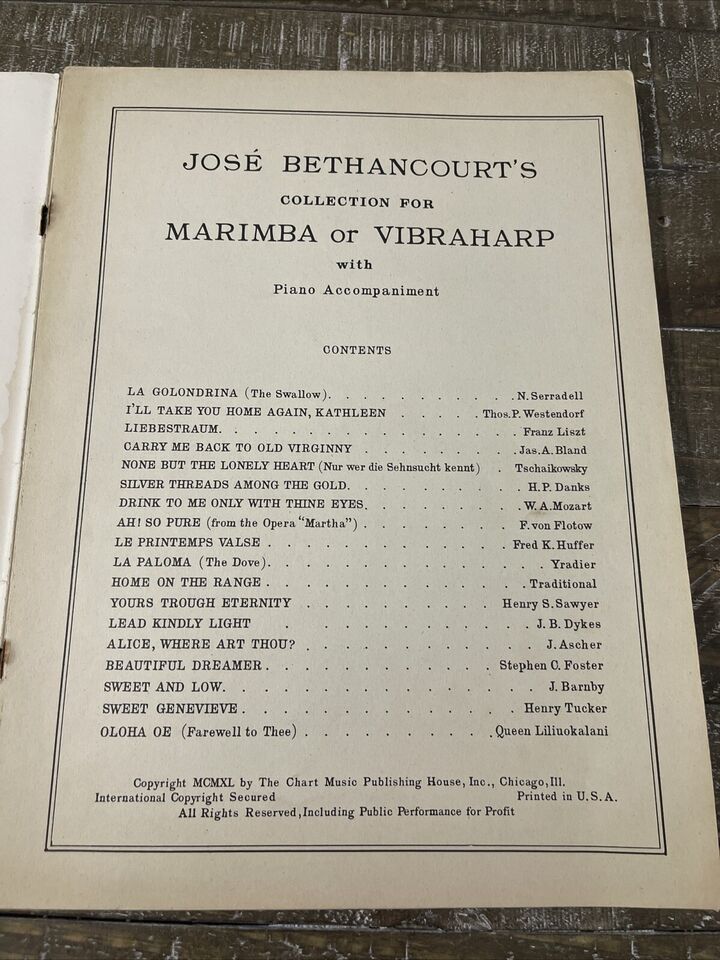 JOSÉ BETHANCOURT'S
COLLECTION FOR
MARIMBA or VIBRAHARP
with
Piano Accompaniment
CONTENTS
LA GOLONDRINA (The Swallow). . . . . . . . . . . N. Serradell
I'LL TAKE YOU HOME AGAIN, KATHLEEN . . . . . Thos. P. Westendorf
LIEBESTRAUM. . . . . . . . . . . . . . . . . Franz Liszt
CARRY ME BACK TO OLD VIRGINNY . . . . . . . . . Jas. A. Bland
NONE BUT THE LONELY HEART (Nur wer die Sehnsucht kennt) . Tschaikowsky
SILVER THREADS AMONG THE GOLD. . . . . . . . . . H. P. Danks
DRINK TO ME ONLY WITH THINE EYES. . . . . . . . . W. A. Mozart
AH! SO PURE (from the Opera "Martha") . . . . . . . . F. von Flotow
LE PRINTEMPS VALSE . . . . . . . . . . . . . Fred K. Huffer
LA PALOMA (The Dove). . . . . . . . . . . . . . . Yradier
HOME ON THE RANGE . . . . . . . . . . . . . . Traditional
YOURS TROUGH ETERNITY . . . . . . . . . . Henry S. Sawyer
LEAD KINDLY LIGHT . . . . . . . . . . . . . J. B. Dykes
ALICE, WHERE ART THOU? . . . . . . . . . . . . J. Ascher
BEAUTIFUL DREAMER . . . . . . . . . . . . Stephen C. Foster
SWEET AND LOW. . . . . . . . . . . . . . . . J. Barnby
SWEET GENEVIEVE . . . . . . . . . . . . . . Henry Tucker
OLOHA OE (Farewell to Thee) . . . . . . . . . . Queen Liliuokalani
Copyright MCMXL by The Chart Music Publishing House, Inc., Chicago, Ill.
International Copyright Secured Printed in U. S. A.
All Rights Reserved, Including Public Performance for Profit